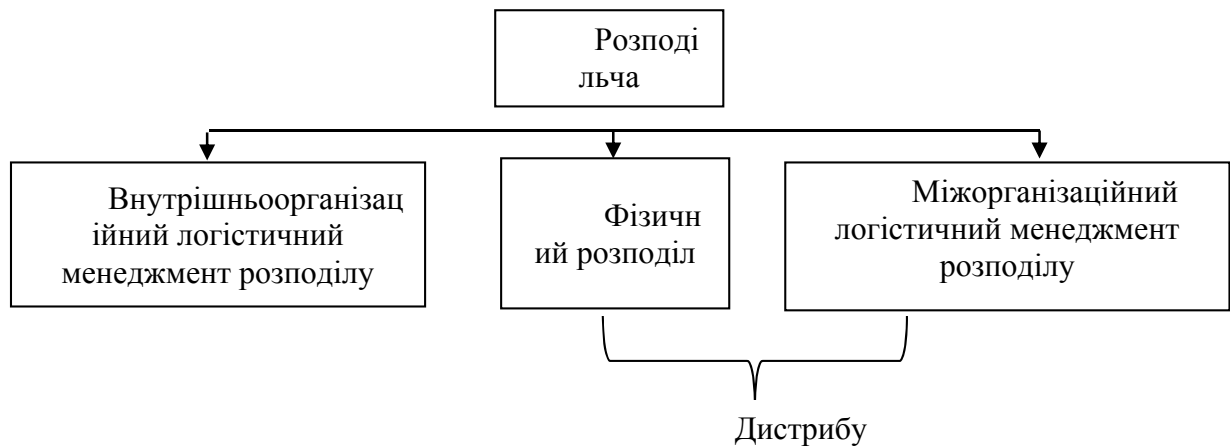 Розподі
льча
Внутрішньоорганізац
ійний логістичний
менеджмент розподілу
Фізичн
ий розподіл
Міжорганізаційний
логістичний менеджмент
розподілу
Дистрибу